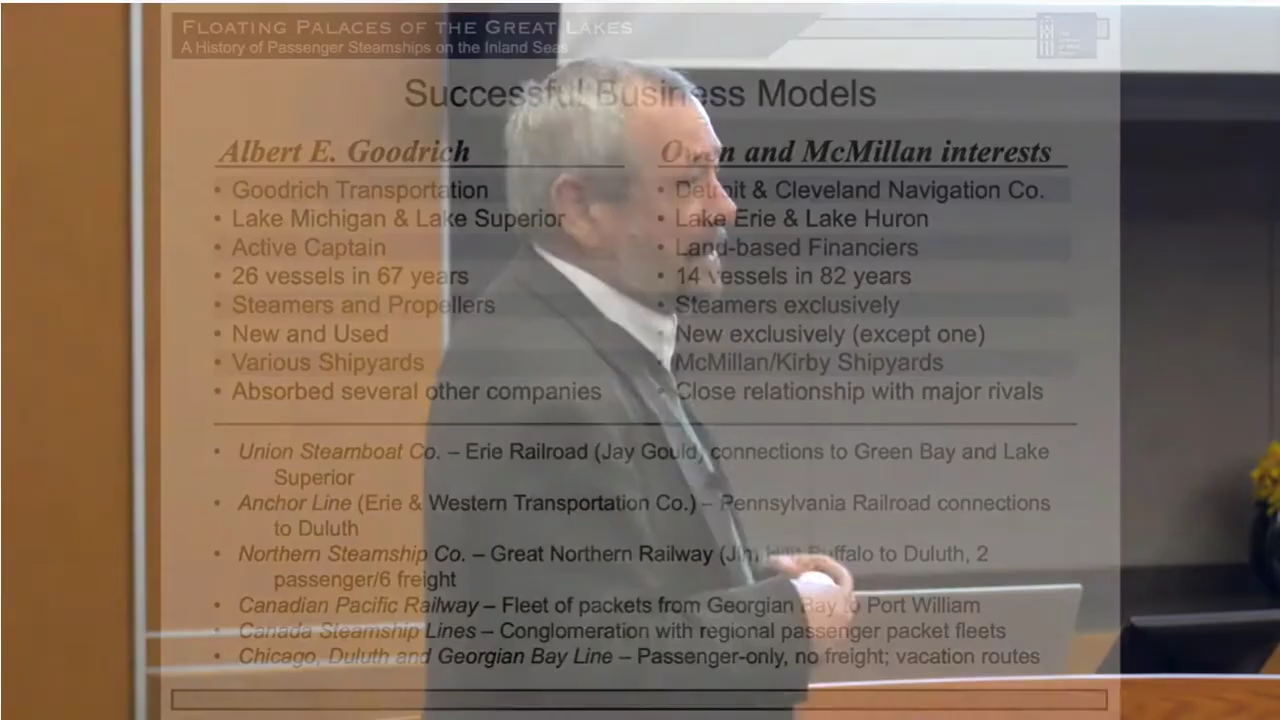 FLOATING PALACES OF THE GREAT LAKES
A History of Passenger Steamships on the Inland Seas
Successful Business Models
Albert E. Goodrich
• Goodrich Transportation
• Lake Michigan & Lake Superior
• Active Captain
• 26 vessels in 67 years
• Steamers and Propellers
• New and Used
• Various Shipyards
• Absorbed several other companies
Owen and McMillan interests
• Detroit & Cleveland Navigation Co.
• Lake Erie & Lake Huron
• Land-based Financiers
• 14 vessels in 82 years
• Steamers exclusively
• New exclusively (except one)
• McMillan/Kirby Shipyards
• Close relationship with major rivals
• Union Steamboat Co. – Erie Railroad (Jay Gould) connections to Green Bay and Lake
Superior
• Anchor Line (Erie & Western Transportation Co.) – Pennsylvania Railroad connections
to Duluth
• Northern Steamship Co. – Great Northern Railway (Jim Hill) Buffalo to Duluth, 2
passenger/6 freight
• Canadian Pacific Railway – Fleet of packets from Georgian Bay to Port William
• Canada Steamship Lines – Conglomeration with regional passenger packet fleets
• Chicago, Duluth and Georgian Bay Line – Passenger-only, no freight; vacation routes